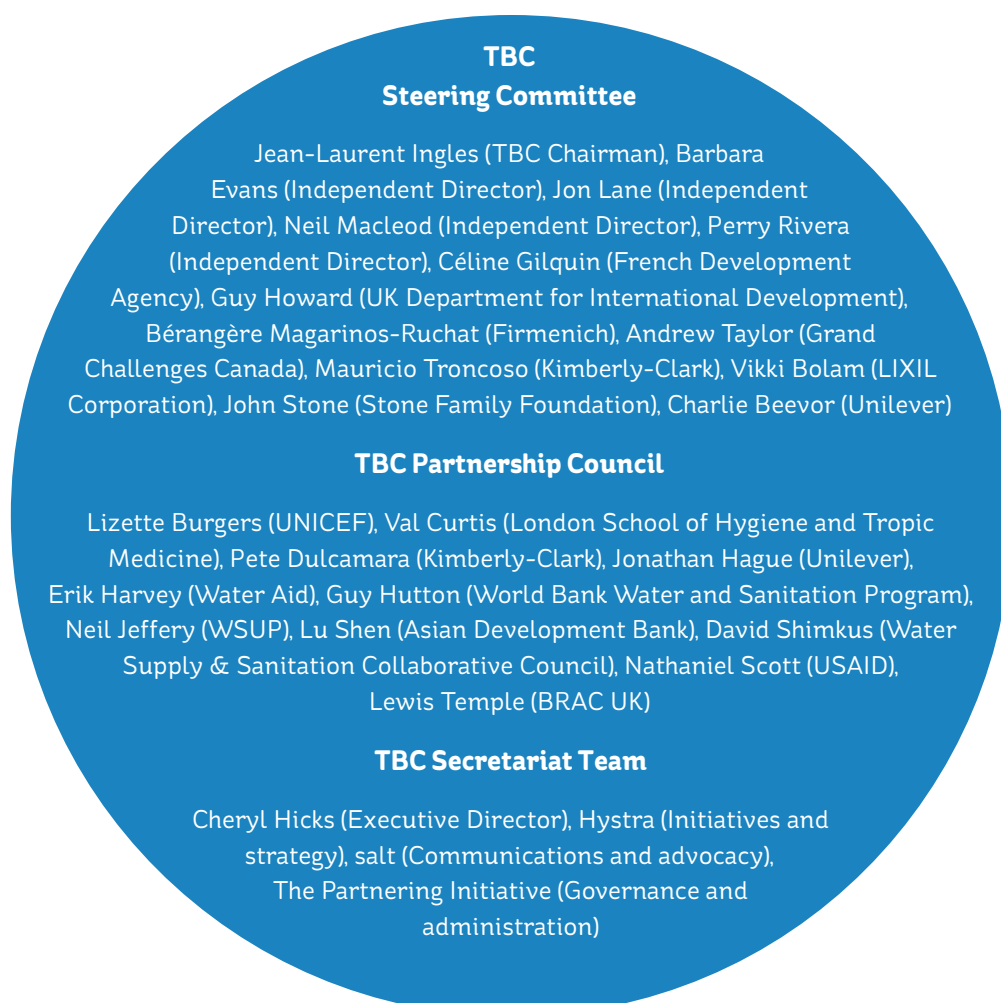 TBC
Steering Committee
Jean-Laurent Ingles (TBC Chairman), Barbara
Evans (Independent Director), Jon Lane (Independent
Director), Neil Macleod (Independent Director), Perry Rivera
(Independent Director), Céline Gilquin (French Development
Agency), Guy Howard (UK Department for International Development),
Bérangère Magarinos-Ruchat (Firmenich), Andrew Taylor (Grand
Challenges Canada), Mauricio Troncoso (Kimberly-Clark), Vikki Bolam (LIXIL
Corporation), John Stone (Stone Family Foundation), Charlie Beevor (Unilever)
TBC Partnership Council
Lizette Burgers (UNICEF), Val Curtis (London School of Hygiene and Tropic
Medicine), Pete Dulcamara (Kimberly-Clark), Jonathan Hague (Unilever),
Erik Harvey (Water Aid), Guy Hutton (World Bank Water and Sanitation Program),
Neil Jeffery (WSUP), Lu Shen (Asian Development Bank), David Shimkus (Water
Supply & Sanitation Collaborative Council), Nathaniel Scott (USAID),
Lewis Temple (BRAC UK)
TBC Secretariat Team
Cheryl Hicks (Executive Director), Hystra (Initiatives and
strategy), salt (Communications and advocacy),
The Partnering Initiative (Governance and
administration)